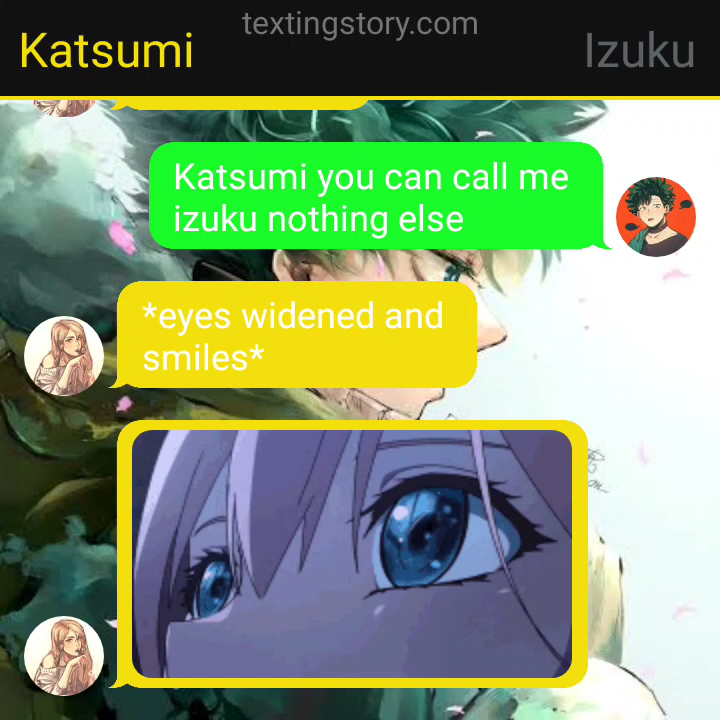 textingstory.com
Katsumi
Izuku
Katsumi you can call me
izuku nothing else
*eyes widened and
smiles*